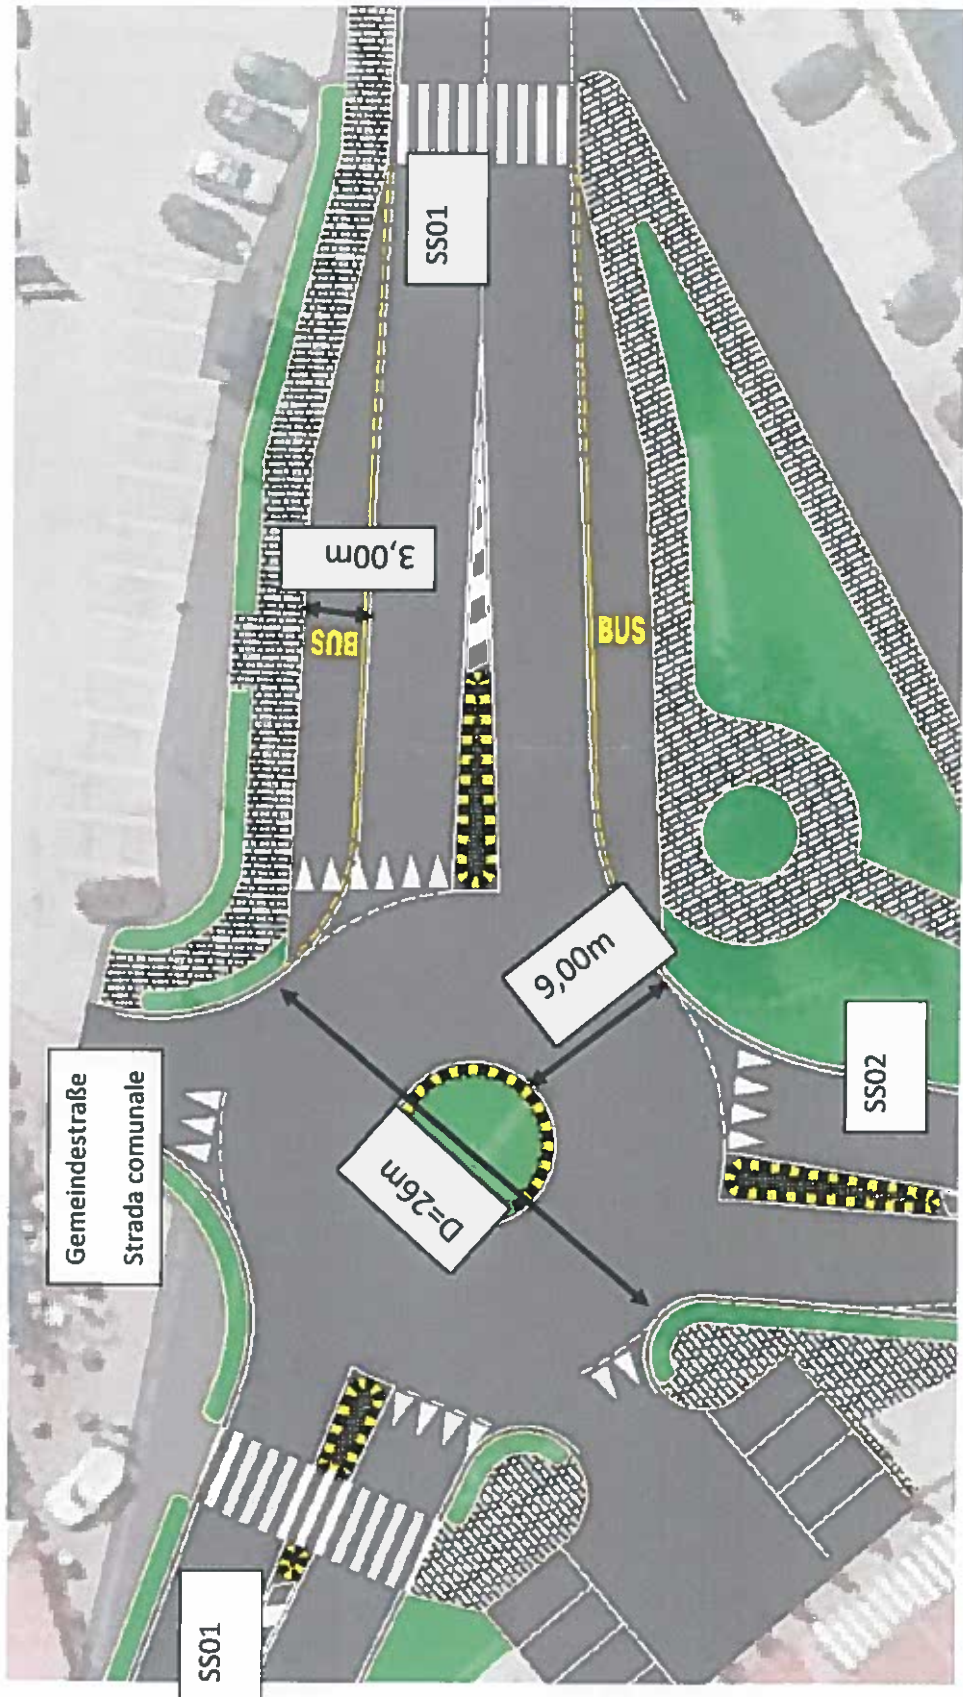 SS01
3,00m
BUS
BUS
9,00m
Gemeindestraße
Strada comunale
D=26m
SS02
SS01